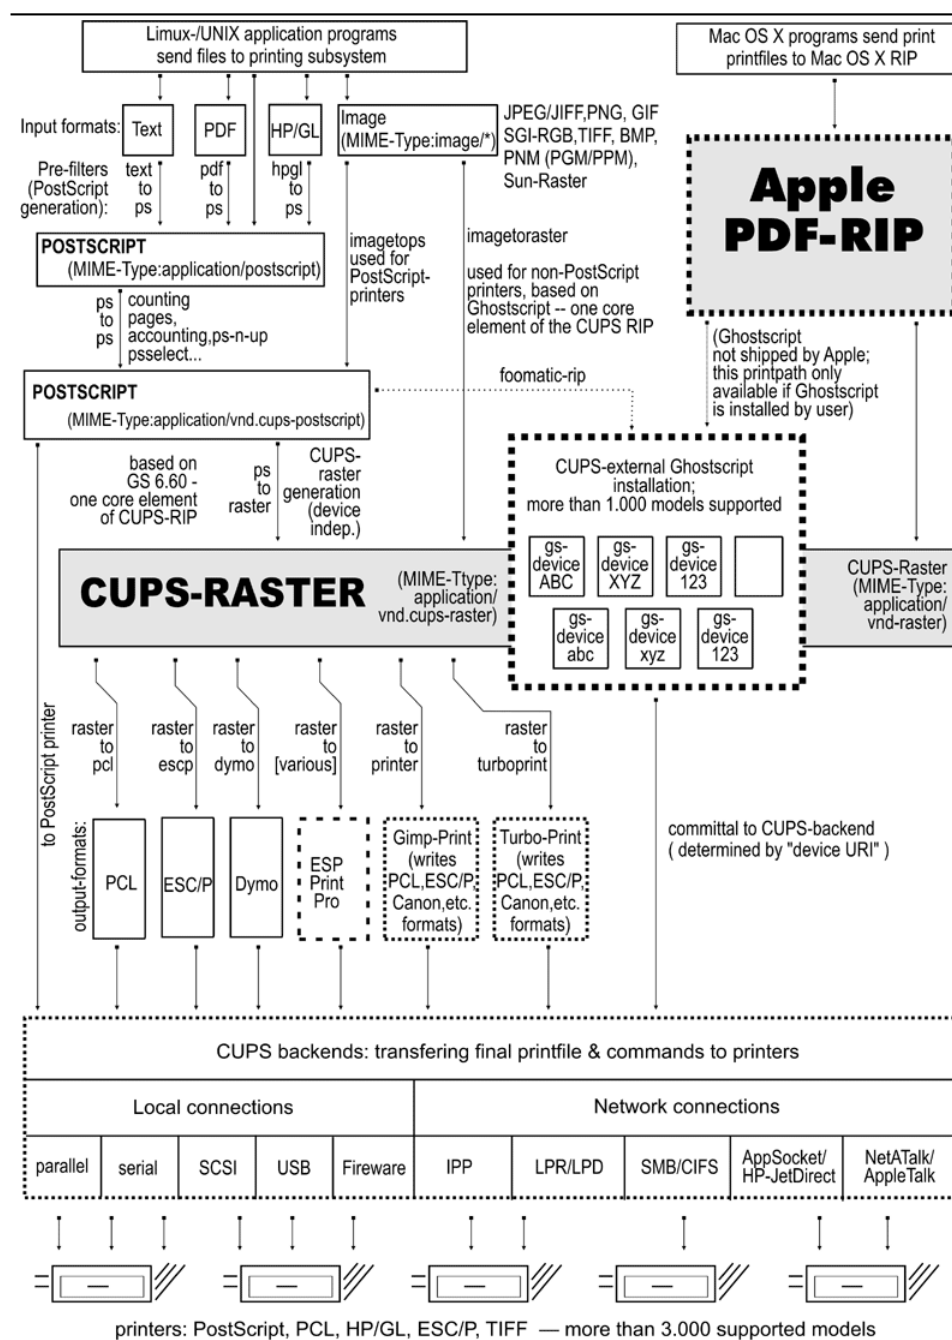 Limux-/UNIX application programs
send files to printing subsystem
Mac OS X programs send print
printfiles to Mac OS X RIP
Input formats:
Text
PDF
HP/GL
Image
(MIME-Type:image/*)
JPEG/JIFF,PNG, GIF
SGI-RGB,TIFF, BMP,
PNM (PGM/PPM),
Sun-Raster
Apple
PDF-RIP
Pre-filters
(PostScript
generation):
text
to
ps
pdf
to
ps
hpgl
to
ps
POSTSCRIPT
(MIME-Type:application/postscript)
imagetops
used for
PostScript-
printers
imagetoraster
used for non-PostScript
printers, based on
Ghostscript -- one core
element of the CUPS RIP
ps
to
ps
counting
pages,
accounting,ps-n-up
psselect...
(Ghostscript
not shipped by Apple;
this printpath only
available if Ghostscript
is installed by user)
POSTSCRIPT
(MIME-Type:application/vnd.cups-postscript)
foomatic-rip
based on
GS 6.60 -
one core element
of CUPS-RIP
ps
to
raster
CUPS-
raster
generation
(device
indep.)
CUPS-external Ghostscript
installation;
more than 1.000 models supported
gs-
device
ABC
gs-
device
XYZ
gs-
device
123
gs-
device
abc
gs-
device
xyz
gs-
device
123
CUPS-RASTER
(MIME-Ttype:
application/
vnd.cups-raster)
CUPS-Raster
(MIME-Type:
application/
vnd-raster)
to PostScript printer
raster
to
pcl
raster
to
escp
raster
to
dymo
raster
to
[various]
raster
to
printer
raster
to
turboprint
output-formats:
PCL
ESC/P
Dymo
ESP
Print
Pro
Gimp-Print
(writes
PCL,ESC/P,
Canon,etc.
formats)
Turbo-Print
(writes
PCL,ESC/P,
Canon,etc.
formats)
committal to CUPS-backend
( determined by "device URI" )
CUPS backends: transfering final printfile & commands to printers
Local connections
Network connections
parallel
serial
SCSI
USB
Fireware
IPP
LPR/LPD
SMB/CIFS
AppSocket/
HP-JetDirect
NetATalk/
AppleTalk
printers: PostScript, PCL, HP/GL, ESC/P, TIFF — more than 3.000 supported models